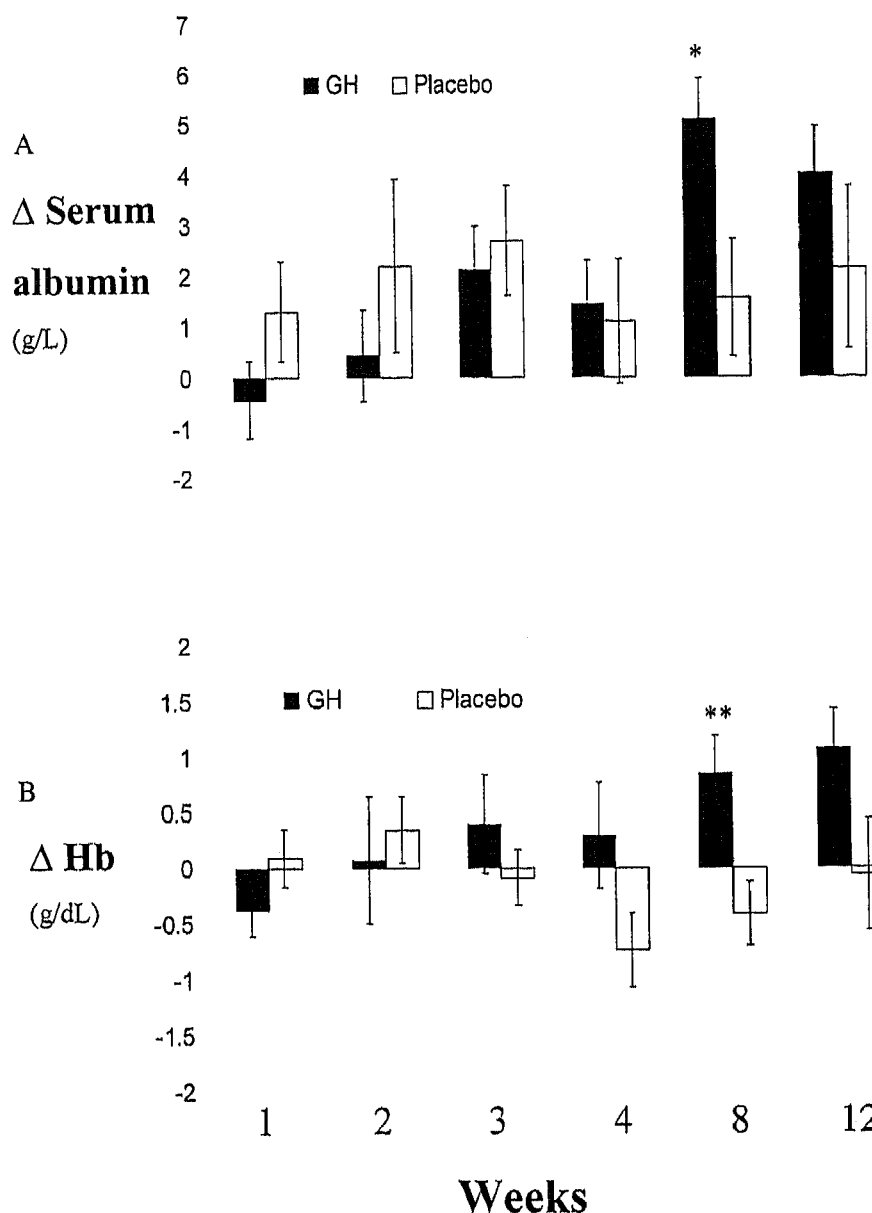 7
6
*
GH Placebo
5
A
4
Δ Serum
3
albumin
2
(g/L)
1
0
-1
-2
2
GH Placebo
1.5
**
1
B
0.5
Δ Hb
0
(g/dL)
-0.5
-1
-1.5
-2
1 2 3 4 8 12
Weeks